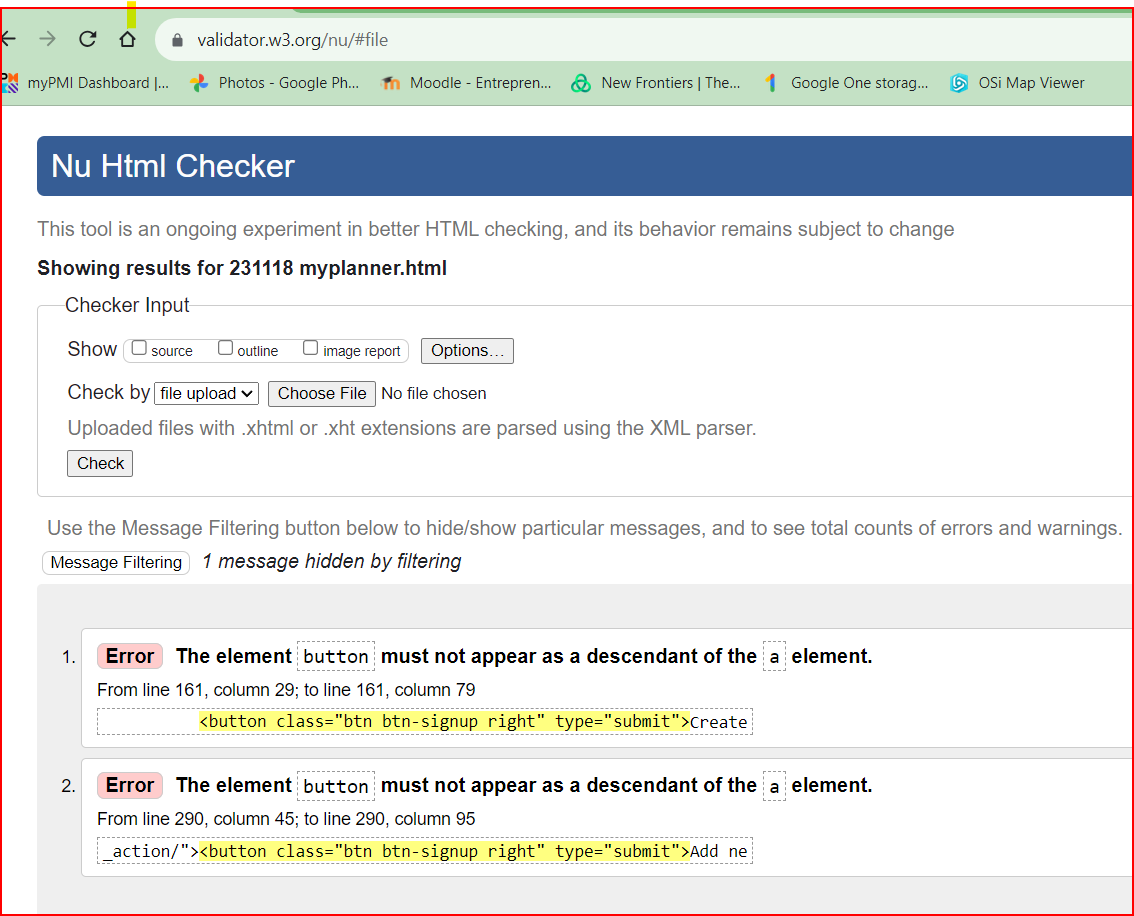 validator.w3.org/nu/#file
myPMI Dashboard |... Photos - Google Ph... Moodle - Entrepren... New Frontiers | The... Google One storag... OSi Map Viewer
Nu Html Checker
This tool is an ongoing experiment in better HTML checking, and its behavior remains subject to change
Showing results for 231118 myplanner.html
Checker Input
Show source outline image report Options...
Check by file upload Choose File No file chosen
Uploaded files with .xhtml or .xht extensions are parsed using the XML parser.
Check
Use the Message Filtering button below to hide/show particular messages, and to see total counts of errors and warnings.
Message Filtering 1 message hidden by filtering
1. Error The element button must not appear as a descendant of the a element.
From line 161, column 29; to line 161, column 79
<button class="btn btn-signup right" type="submit">Create
2. Error The element button must not appear as a descendant of the a element.
From line 290, column 45; to line 290, column 95
_action/"><button class="btn btn-signup right" type="submit">Add ne